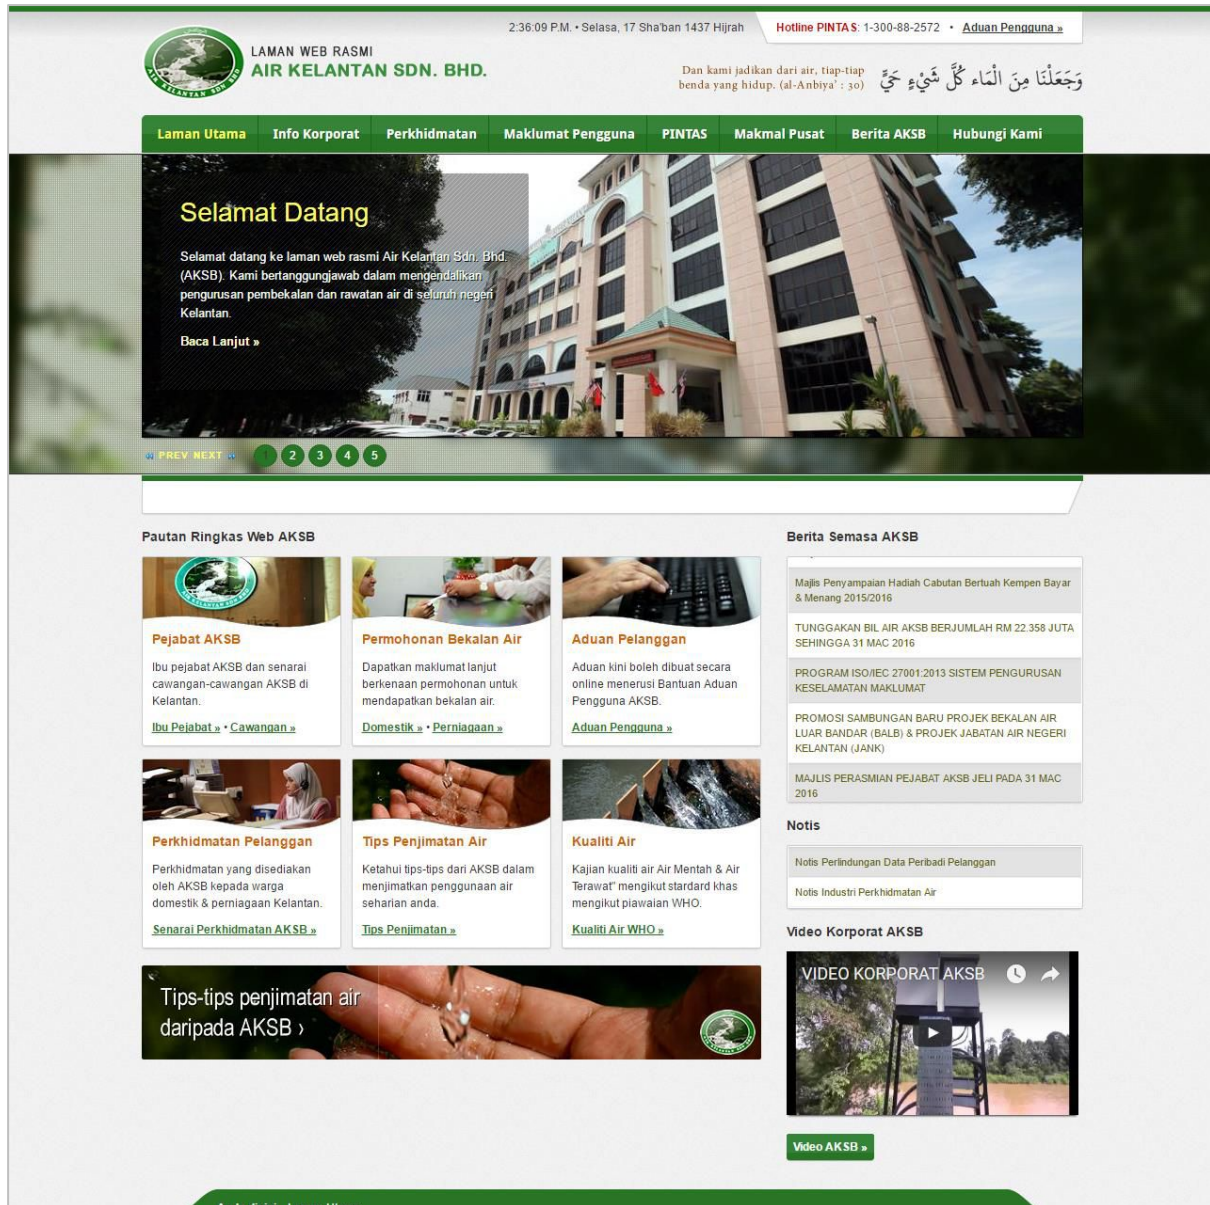 2:36:09 P.M. • Selasa, 17 Sha'ban 1437 Hijrah
Hotline PINTAS: 1-300-88-2572 • Aduan Pengguna »
LAMAN WEB RASMI
AIR KELANTAN SDN. BHD.
Dan kami jadikan dari air, tiap-tiap
benda yang hidup. (al-Anbiya' : 30)
وَجَعَلْنَا مِنَ الْمَاء كُلَّ شَيْءٍ حَيٍّ
Laman Utama Info Korporat Perkhidmatan Maklumat Pengguna PINTAS Makmal Pusat Berita AKSB Hubungi Kami
Selamat Datang
Selamat datang ke laman web rasmi Air Kelantan Sdn. Bhd.
(AKSB). Kami bertanggungjawab dalam mengendalikan
pengurusan pembekalan dan rawatan air di seluruh negeri
Kelantan.
Baca Lanjut »
PREV NEXT 1 2 3 4 5
Pautan Ringkas Web AKSB
Pejabat AKSB
Ibu pejabat AKSB dan senarai
cawangan-cawangan AKSB di
Kelantan.
Ibu Pejabat » • Cawangan »
Permohonan Bekalan Air
Dapatkan maklumat lanjut
berkenaan permohonan untuk
mendapatkan bekalan air.
Domestik » • Perniagaan »
Aduan Pelanggan
Aduan kini boleh dibuat secara
online menerusi Bantuan Aduan
Pengguna AKSB.
Aduan Pengguna »
Perkhidmatan Pelanggan
Perkhidmatan yang disediakan
oleh AKSB kepada warga
domestik & perniagaan Kelantan.
Senarai Perkhidmatan AKSB »
Tips Penjimatan Air
Ketahui tips-tips dari AKSB dalam
menjimatkan penggunaan air
seharian anda.
Tips Penjimatan »
Kualiti Air
Kajian kualiti air Air Mentah & Air
Terawat" mengikut stardard khas
mengikut piawaian WHO.
Kualiti Air WHO »
Tips-tips penjimatan air
daripada AKSB ›
Berita Semasa AKSB
Majlis Penyampaian Hadiah Cabutan Bertuah Kempen Bayar
& Menang 2015/2016
TUNGGAKAN BIL AIR AKSB BERJUMLAH RM 22.358 JUTA
SEHINGGA 31 MAC 2016
PROGRAM ISO/IEC 27001:2013 SISTEM PENGURUSAN
KESELAMATAN MAKLUMAT
PROMOSI SAMBUNGAN BARU PROJEK BEKALAN AIR
LUAR BANDAR (BALB) & PROJEK JABATAN AIR NEGERI
KELANTAN (JANK)
MAJLIS PERASMIAN PEJABAT AKSB JELI PADA 31 MAC
2016
Notis
Notis Perlindungan Data Peribadi Pelanggan
Notis Industri Perkhidmatan Air
Video Korporat AKSB
VIDEO KORPORAT AKSB
Video AKSB »